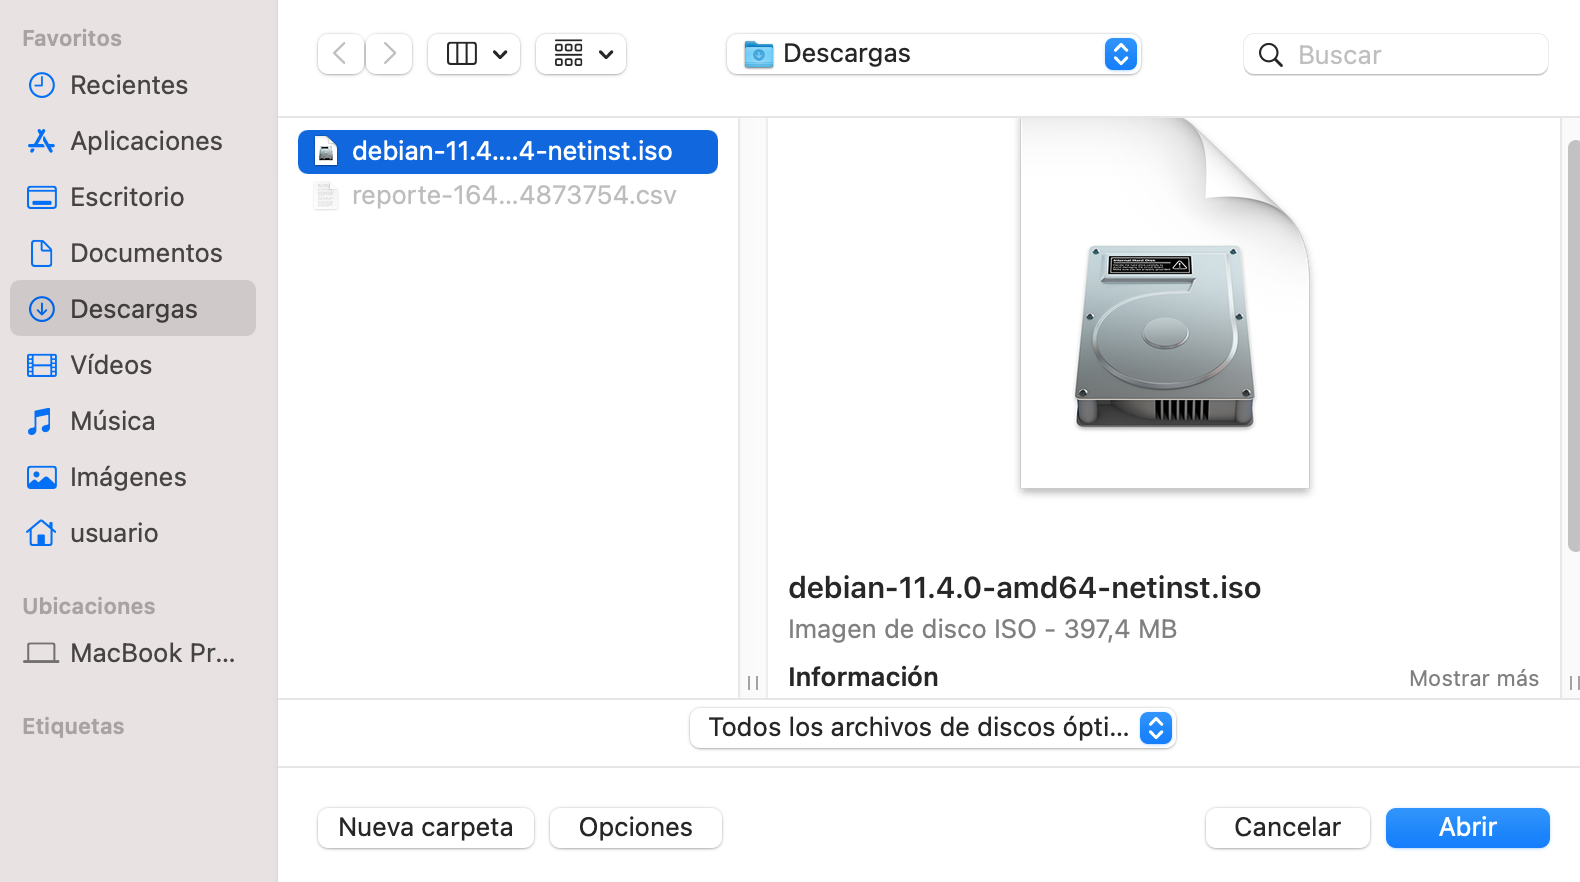 Favoritos
Recientes
Aplicaciones
Escritorio
Documentos
Descargas
Vídeos
Música
Imágenes
usuario
Ubicaciones
MacBook Pr...
Etiquetas
Descargas
Buscar
debian-11.4....4-netinst.iso
reporte-164...4873754.csv
debian-11.4.0-amd64-netinst.iso
Imagen de disco ISO - 397,4 MB
Información
Mostrar más
Todos los archivos de discos ópti...
Nueva carpeta
Opciones
Cancelar
Abrir